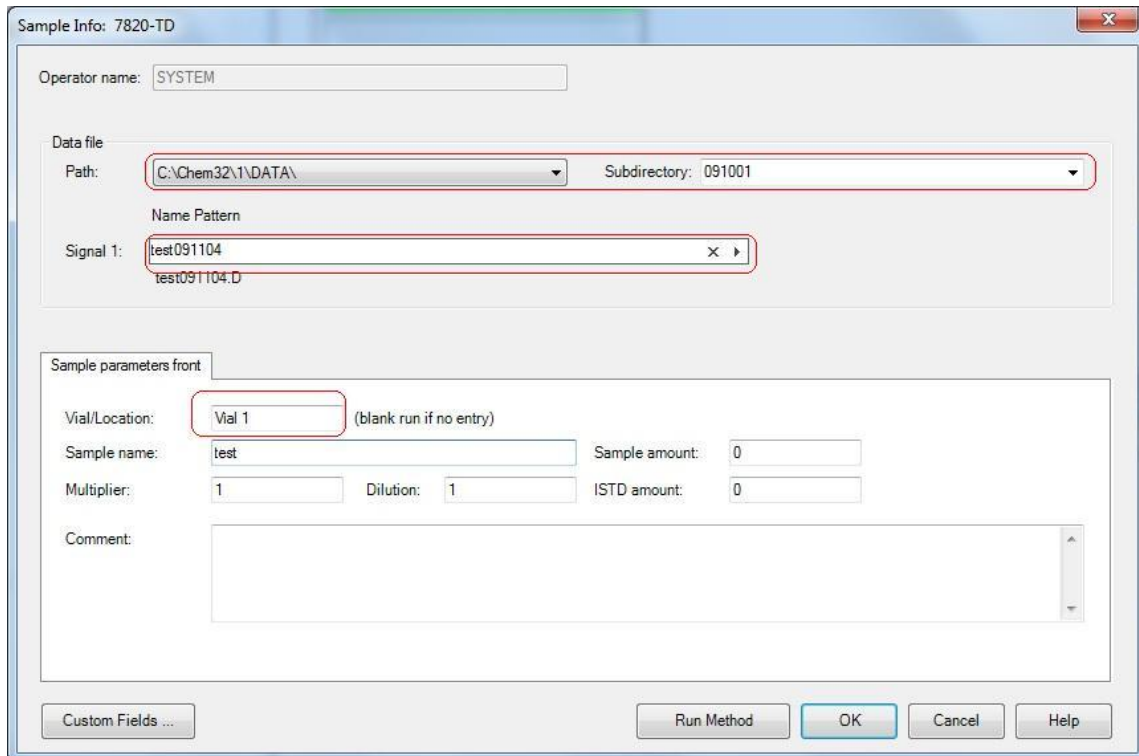 Sample Info: 7820-TD
Operator name: SYSTEM
Data file
Path: C:\Chem32\1\DATA\ Subdirectory: 091001
Name Pattern
Signal 1: test091104
test091104.D
Sample parameters front
Vial/Location: Vial 1 (blank run if no entry)
Sample name: test Sample amount: 0
Multiplier: 1 Dilution: 1 ISTD amount: 0
Comment:
Custom Fields ... Run Method OK Cancel Help